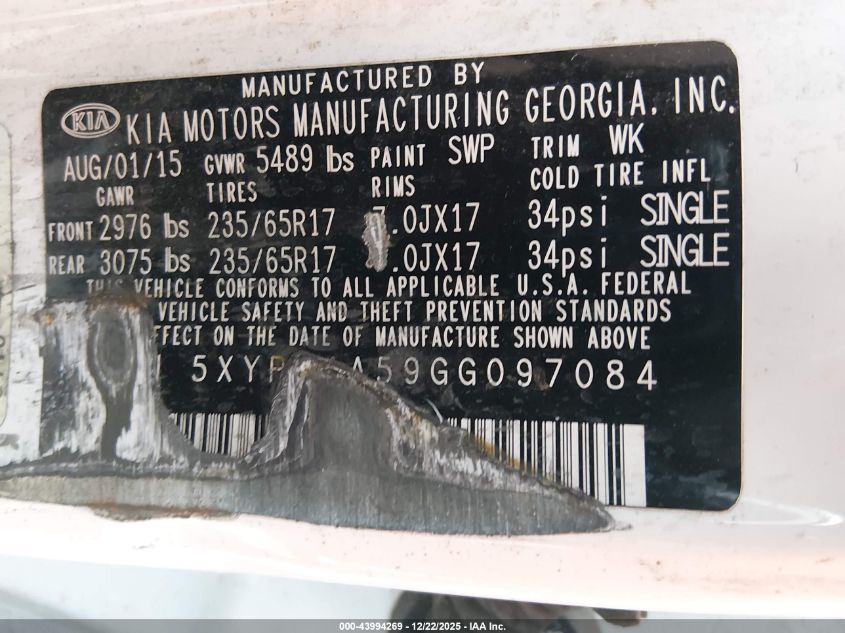 MANUFACTURED BY
KIA KIA MOTORS MANUFACTURING GEORGIA, INC.
AUG/01/15 GVWR 5489 lbs PAINT SWP TRIM WK
GAWR TIRES RIMS COLD TIRE INFL
FRONT 2976 lbs 235/65R17 7.0JX17 34psi SINGLE
REAR 3075 lbs 235/65R17 .0JX17 34psi SINGLE
THIS VEHICLE CONFORMS TO ALL APPLICABLE U.S.A. FEDERAL
VEHICLE SAFETY AND THEFT PREVENTION STANDARDS
EFFECT ON THE DATE OF MANUFACTURE SHOWN ABOVE
5XYP A59GG097084
000-43994269 - 12/22/2025 - IAA Inc.